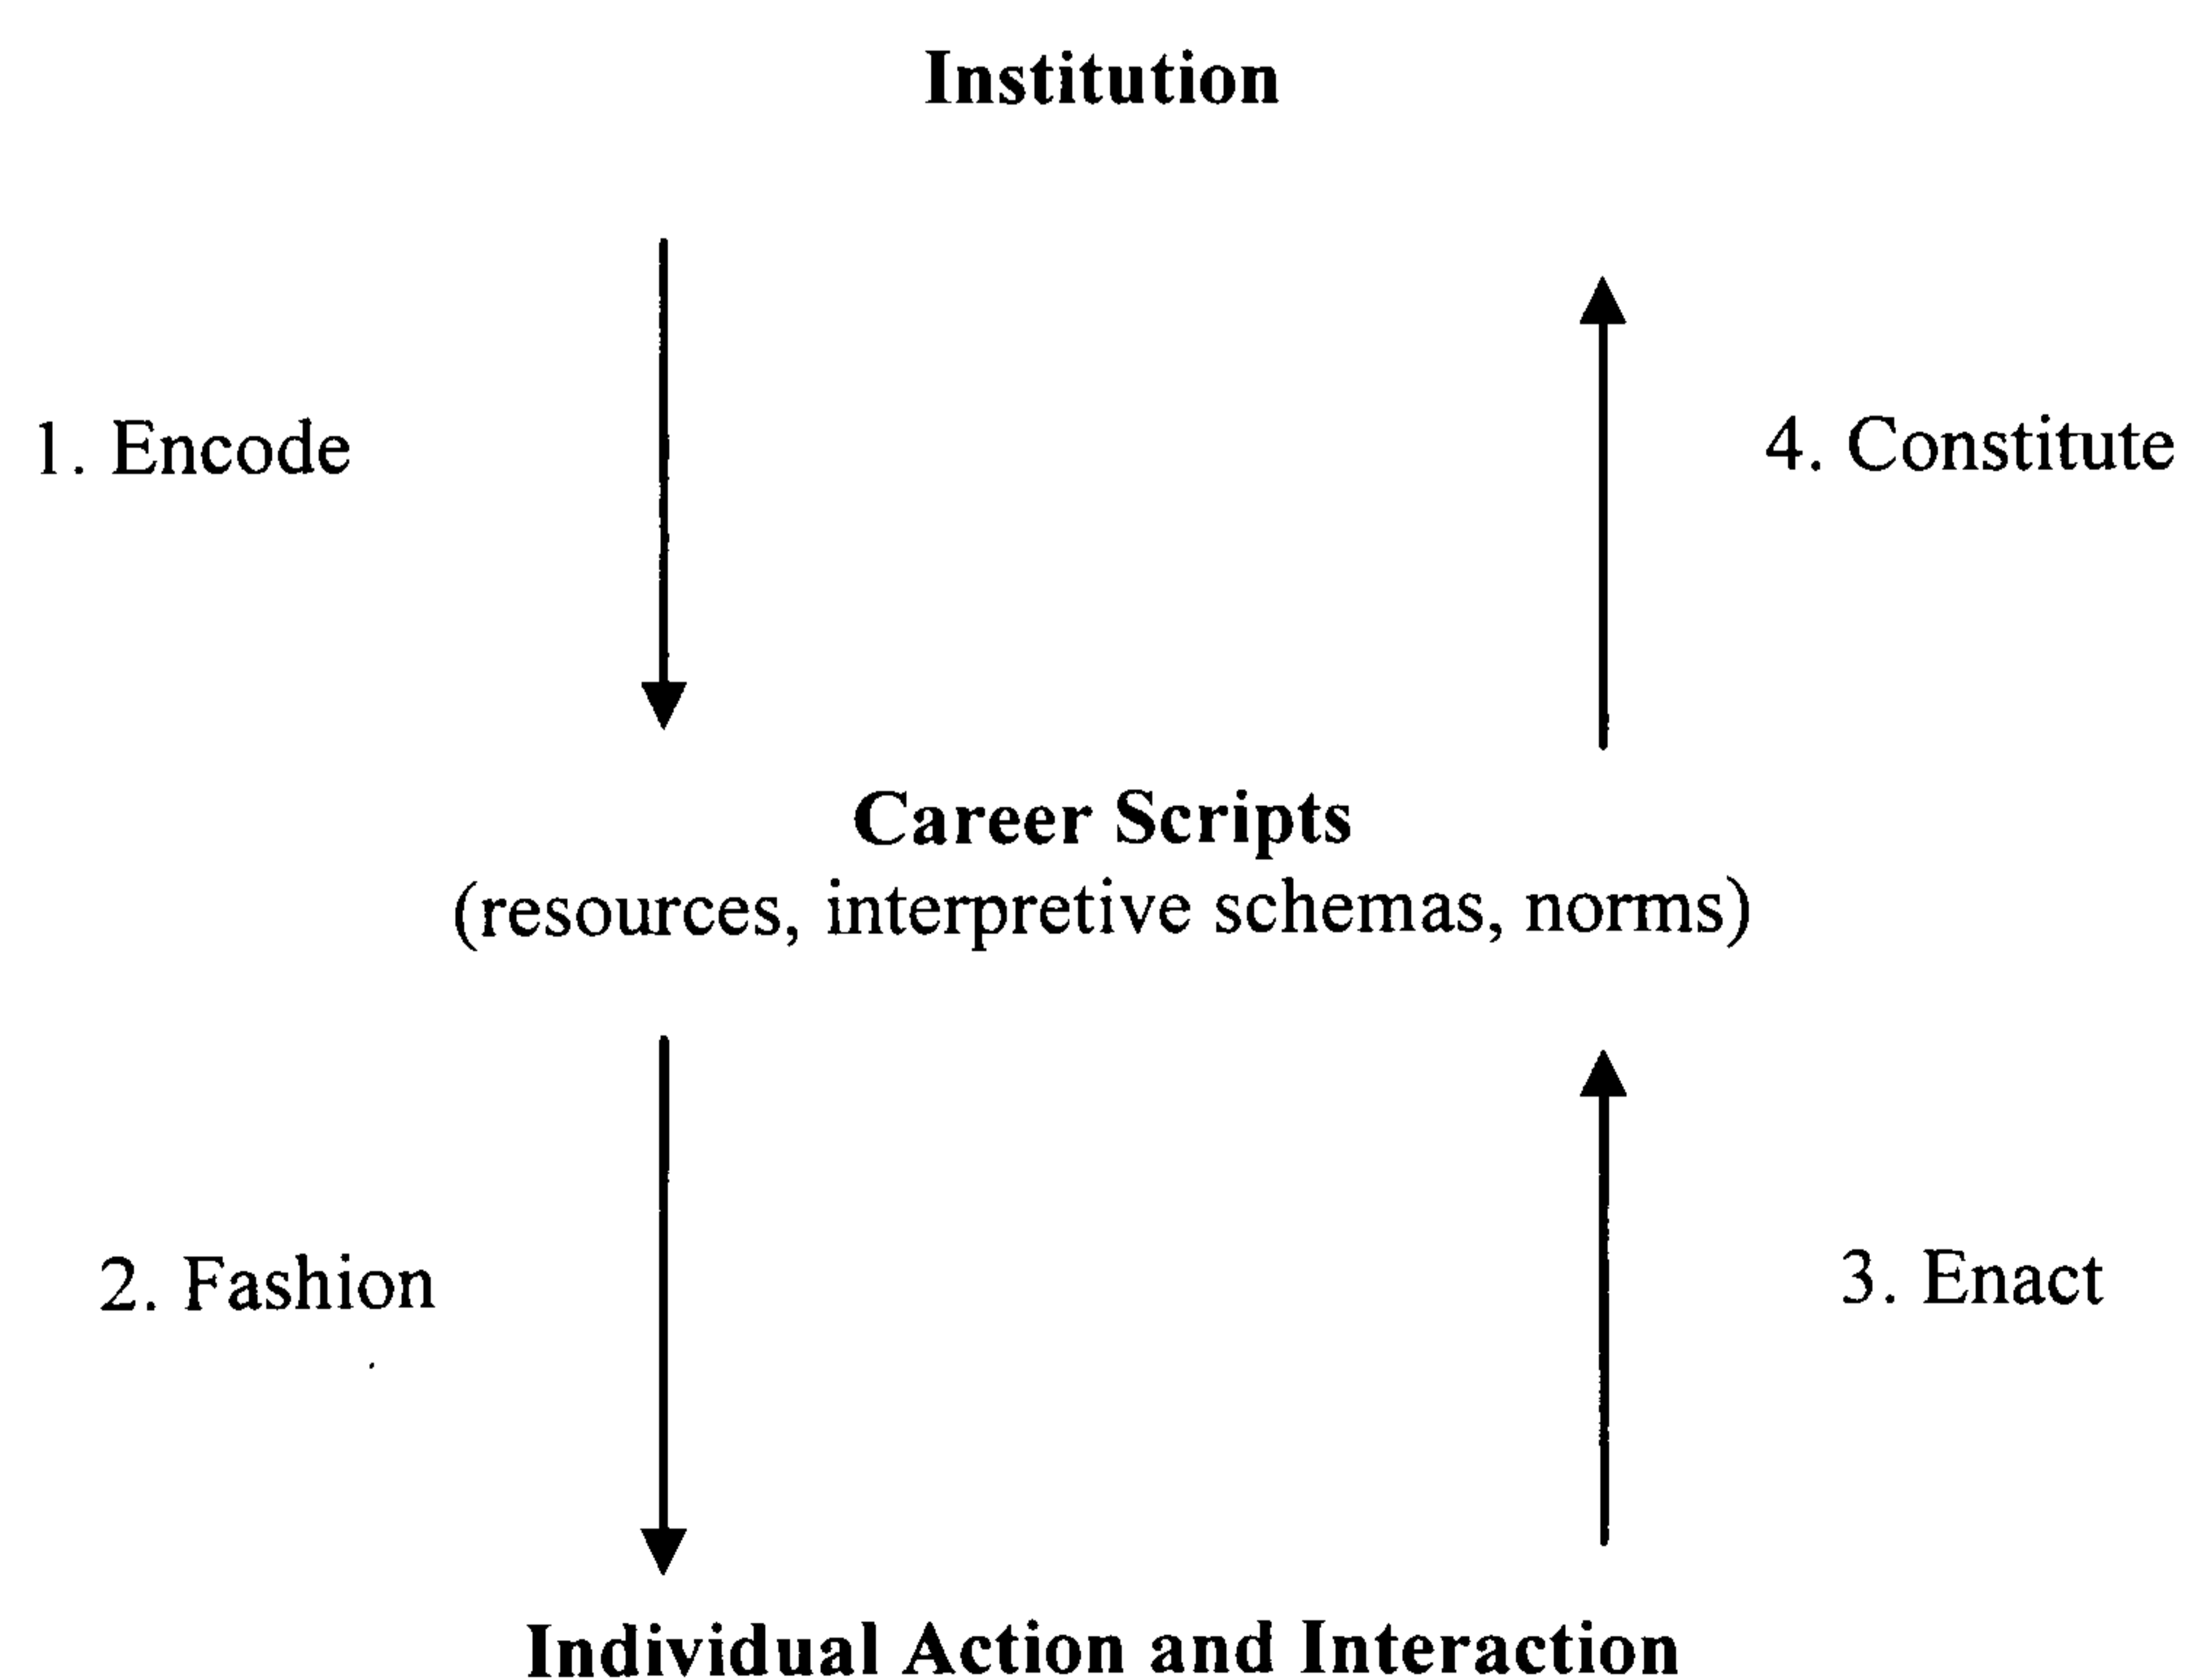 Institution
1. Encode
4. Constitute
Career Scripts
(resources, interpretive schemas, norms)
2. Fashion
3. Enact
Individual Action and Interaction